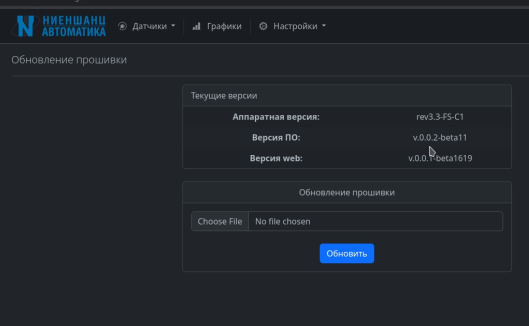 НИЕНШАНЦ
АВТОМАТИКА
Датчики
Графики
Настройки
Обновление прошивки
Текущие версии
Аппаратная версия: rev3.3-FS-C1
Версия ПО: v.0.0.2-beta11
Версия web: v.0.0.1-beta1619
Обновление прошивки
Choose File No file chosen
Обновить